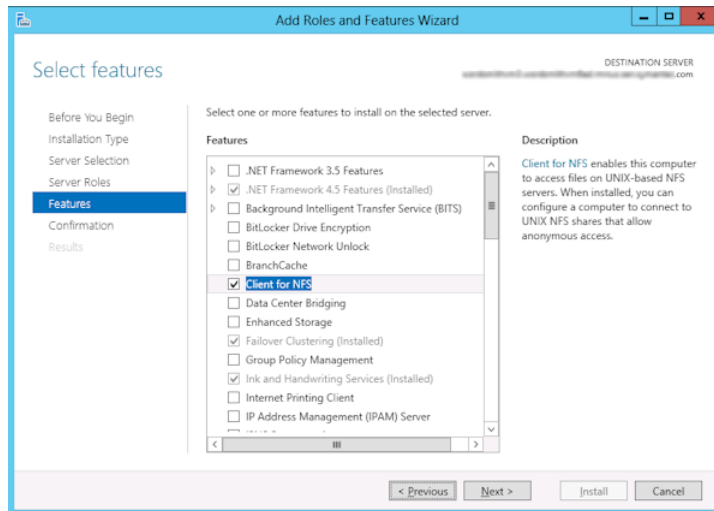 Add Roles and Features Wizard
Select features
DESTINATION SERVER
.com
Before You Begin
Installation Type
Server Selection
Server Roles
Features
Confirmation
Results
Select one or more features to install on the selected server.
Features
.NET Framework 3.5 Features
.NET Framework 4.5 Features (Installed)
Background Intelligent Transfer Service (BITS)
BitLocker Drive Encryption
BitLocker Network Unlock
BranchCache
Client for NFS
Data Center Bridging
Enhanced Storage
Failover Clustering (Installed)
Group Policy Management
Ink and Handwriting Services (Installed)
Internet Printing Client
IP Address Management (IPAM) Server
Description
Client for NFS enables this computer
to access files on UNIX-based NFS
servers. When installed, you can
configure a computer to connect to
UNIX NFS shares that allow
anonymous access.
< Previous
Next >
Install
Cancel